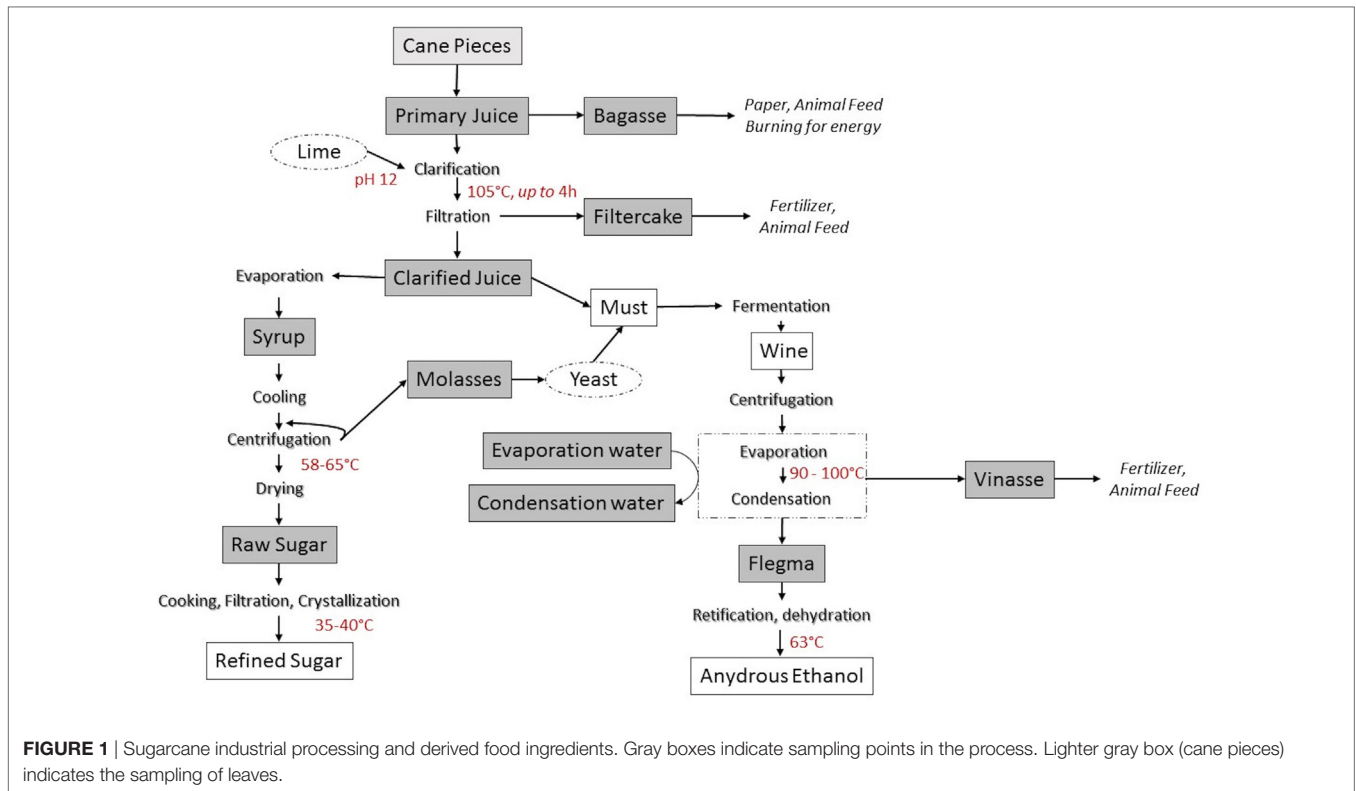 Cane Pieces
Primary Juice
Bagasse
Paper, Animal Feed
Burning for energy
Lime
pH 12
Clarification
105°C, up to 4h
Filtration
Filtercake
Fertilizer,
Animal Feed
Evaporation
Clarified Juice
Must
Fermentation
Syrup
Wine
Molasses
Yeast
Cooling
Centrifugation
Centrifugation
58-65°C
Evaporation water
Evaporation
90 - 100°C
Condensation
Condensation water
Vinasse
Fertilizer,
Animal Feed
Drying
Raw Sugar
Flegma
Cooking, Filtration, Crystallization
35-40°C
Retification, dehydration
63°C
Refined Sugar
Anydrous Ethanol
FIGURE 1 | Sugarcane industrial processing and derived food ingredients. Gray boxes indicate sampling points in the process. Lighter gray box (cane pieces)
indicates the sampling of leaves.